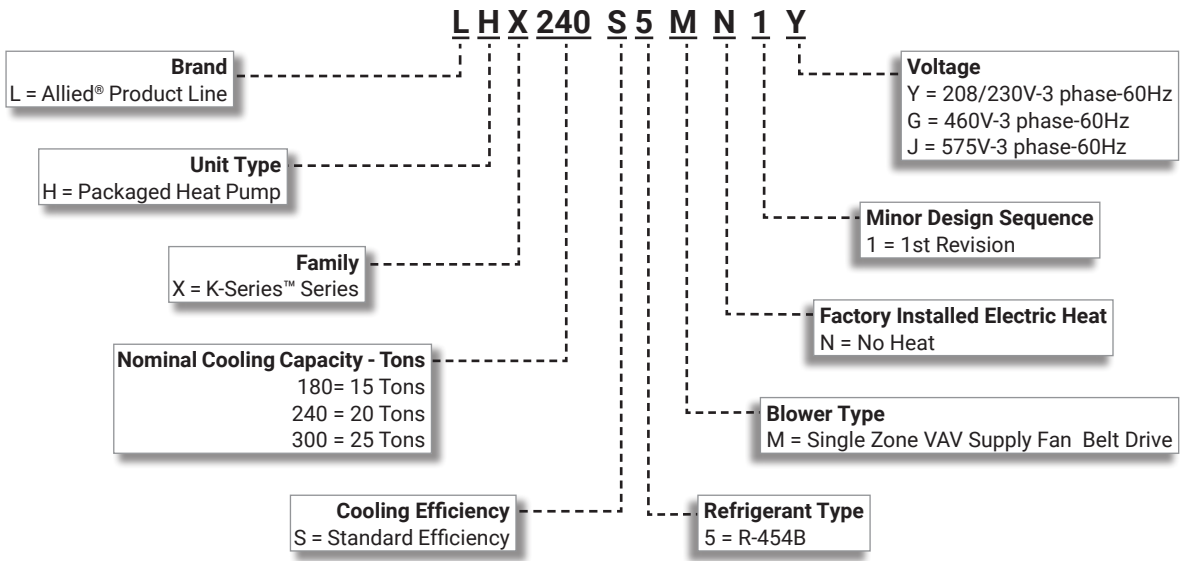 L H X 240 S 5 M N 1 Y
Brand
L = Allied® Product Line
Unit Type
H = Packaged Heat Pump
Family
X = K-Series™ Series
Nominal Cooling Capacity - Tons
180= 15 Tons
240 = 20 Tons
300 = 25 Tons
Cooling Efficiency
S = Standard Efficiency
Voltage
Y = 208/230V-3 phase-60Hz
G = 460V-3 phase-60Hz
J = 575V-3 phase-60Hz
Minor Design Sequence
1 = 1st Revision
Factory Installed Electric Heat
N = No Heat
Blower Type
M = Single Zone VAV Supply Fan Belt Drive
Refrigerant Type
5 = R-454B